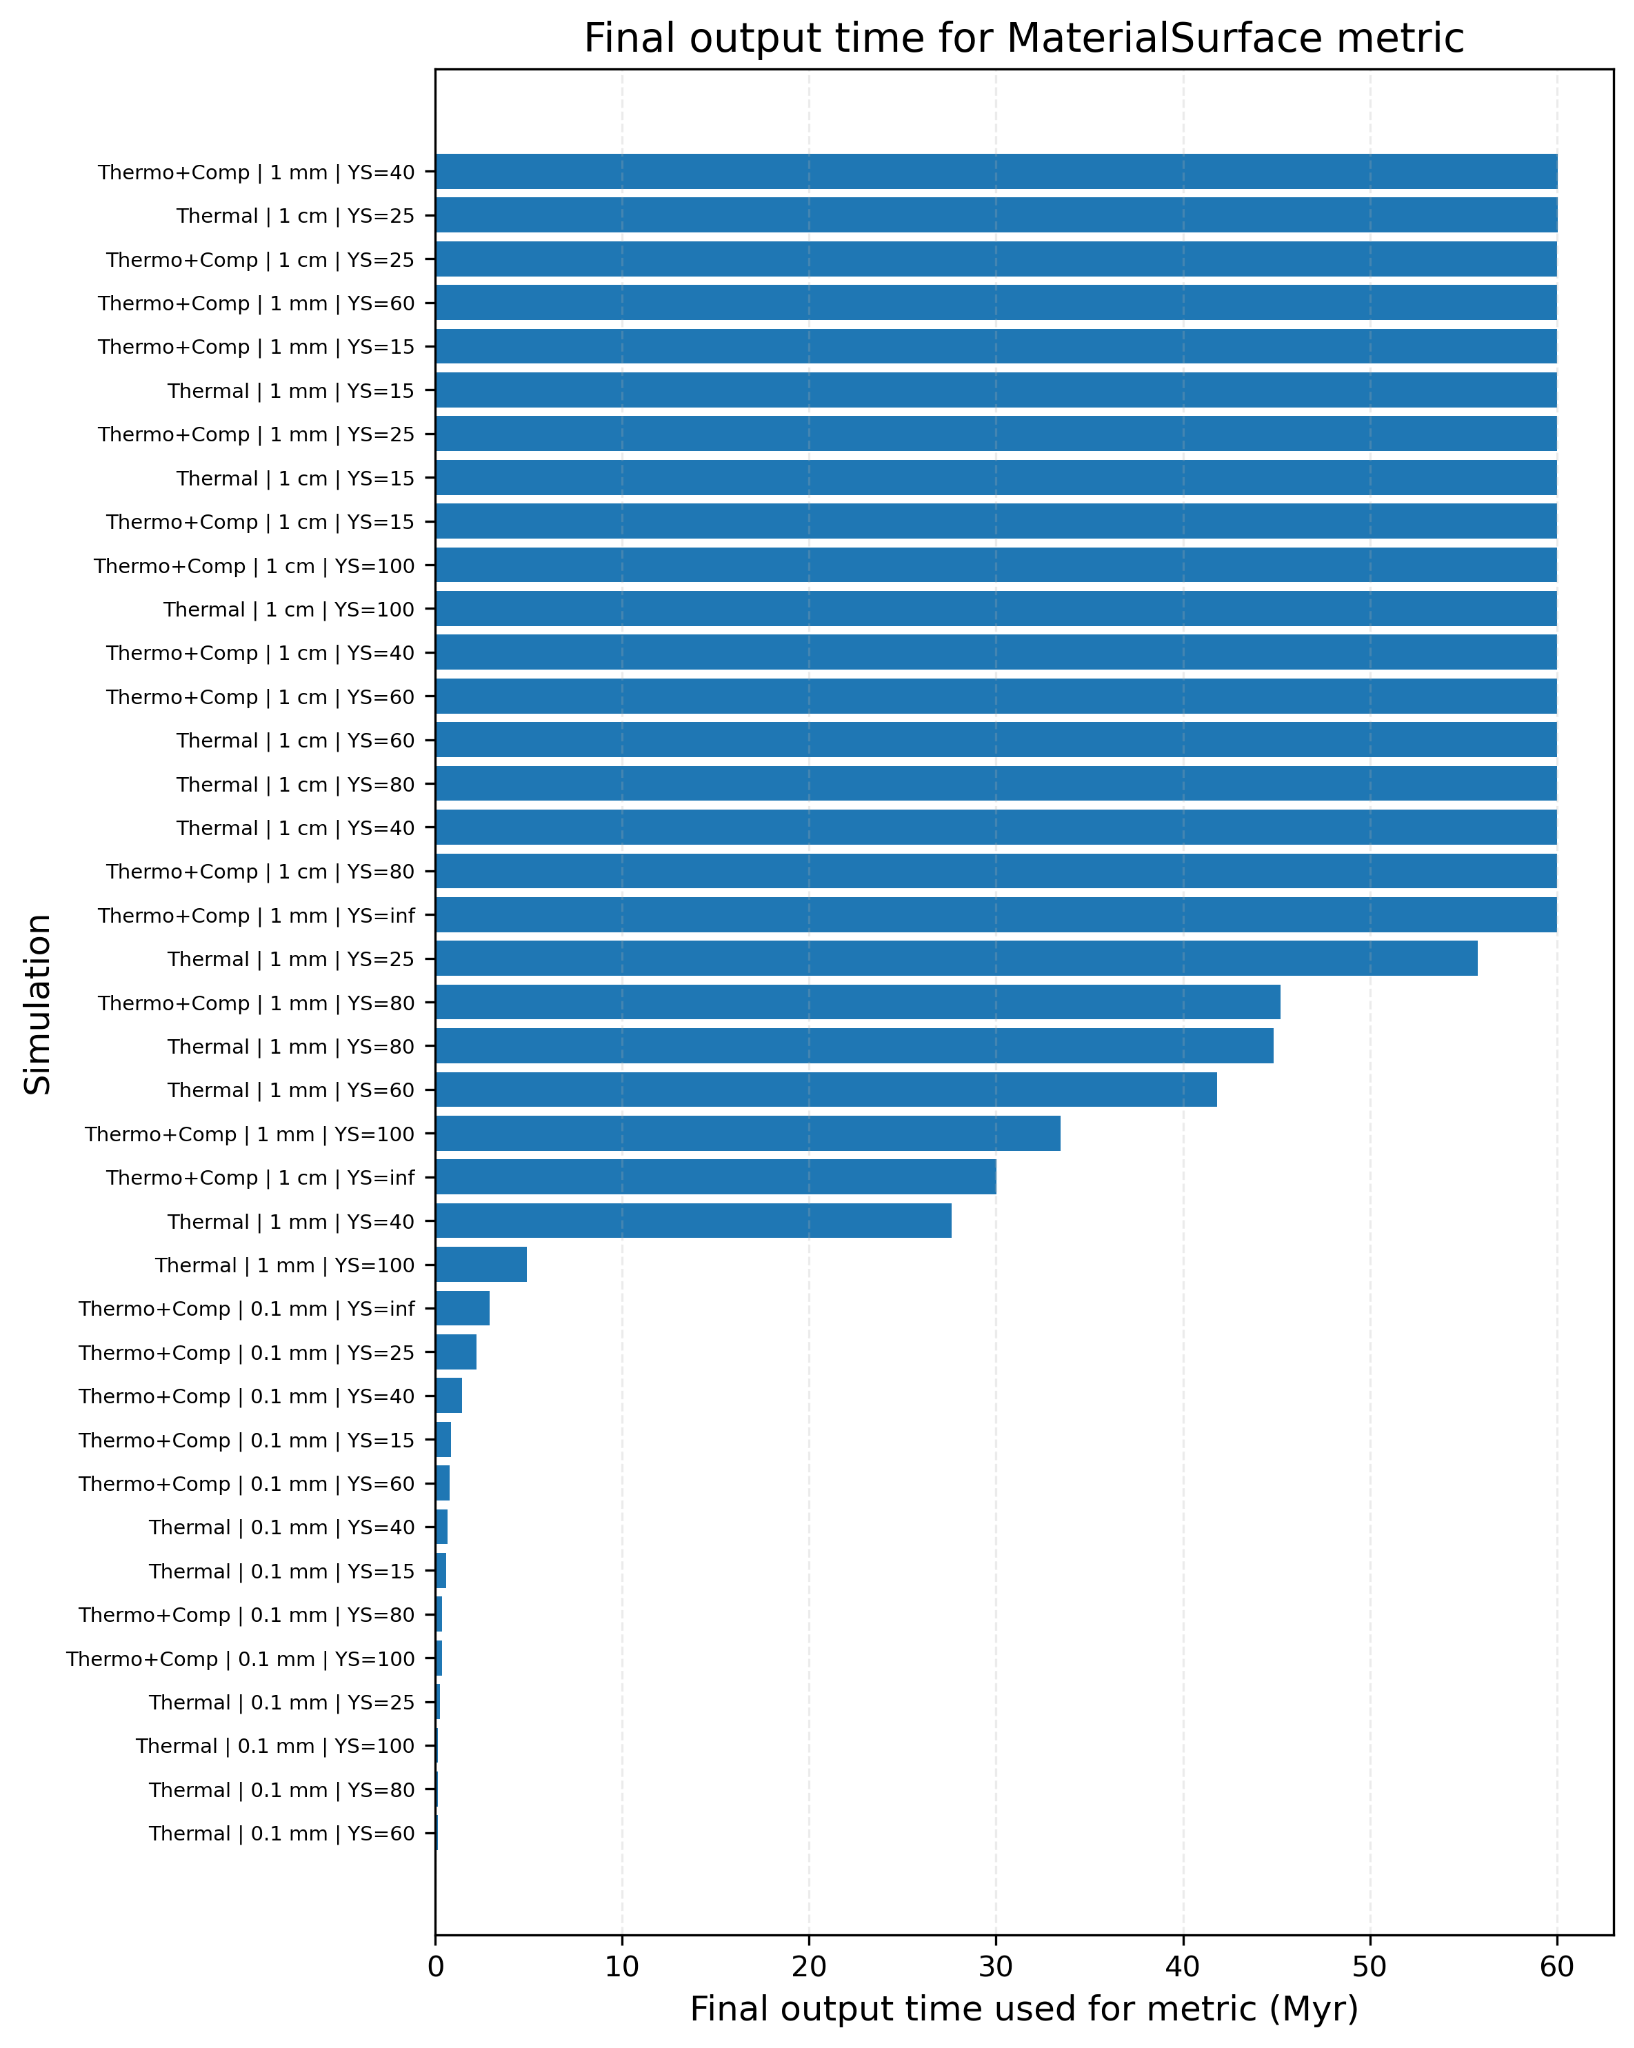 Final output time for MaterialSurface metric
Thermo+Comp | 1 mm | YS=40
Thermal | 1 cm | YS=25
Thermo+Comp | 1 cm | YS=25
Thermo+Comp | 1 mm | YS=60
Thermo+Comp | 1 mm | YS=15
Thermal | 1 mm | YS=15
Thermo+Comp | 1 mm | YS=25
Thermal | 1 cm | YS=15
Thermo+Comp | 1 cm | YS=15
Thermo+Comp | 1 cm | YS=100
Thermal | 1 cm | YS=100
Thermo+Comp | 1 cm | YS=40
Thermo+Comp | 1 cm | YS=60
Thermal | 1 cm | YS=60
Thermal | 1 cm | YS=80
Thermal | 1 cm | YS=40
Thermo+Comp | 1 cm | YS=80
Thermo+Comp | 1 mm | YS=inf
Thermal | 1 mm | YS=25
Thermo+Comp | 1 mm | YS=80
Thermal | 1 mm | YS=80
Thermal | 1 mm | YS=60
Thermo+Comp | 1 mm | YS=100
Thermo+Comp | 1 cm | YS=inf
Thermal | 1 mm | YS=40
Thermal | 1 mm | YS=100
Thermo+Comp | 0.1 mm | YS=inf
Thermo+Comp | 0.1 mm | YS=25
Thermo+Comp | 0.1 mm | YS=40
Thermo+Comp | 0.1 mm | YS=15
Thermo+Comp | 0.1 mm | YS=60
Thermal | 0.1 mm | YS=40
Thermal | 0.1 mm | YS=15
Thermo+Comp | 0.1 mm | YS=80
Thermo+Comp | 0.1 mm | YS=100
Thermal | 0.1 mm | YS=25
Thermal | 0.1 mm | YS=100
Thermal | 0.1 mm | YS=80
Thermal | 0.1 mm | YS=60
Simulation
0 10 20 30 40 50 60
Final output time used for metric (Myr)